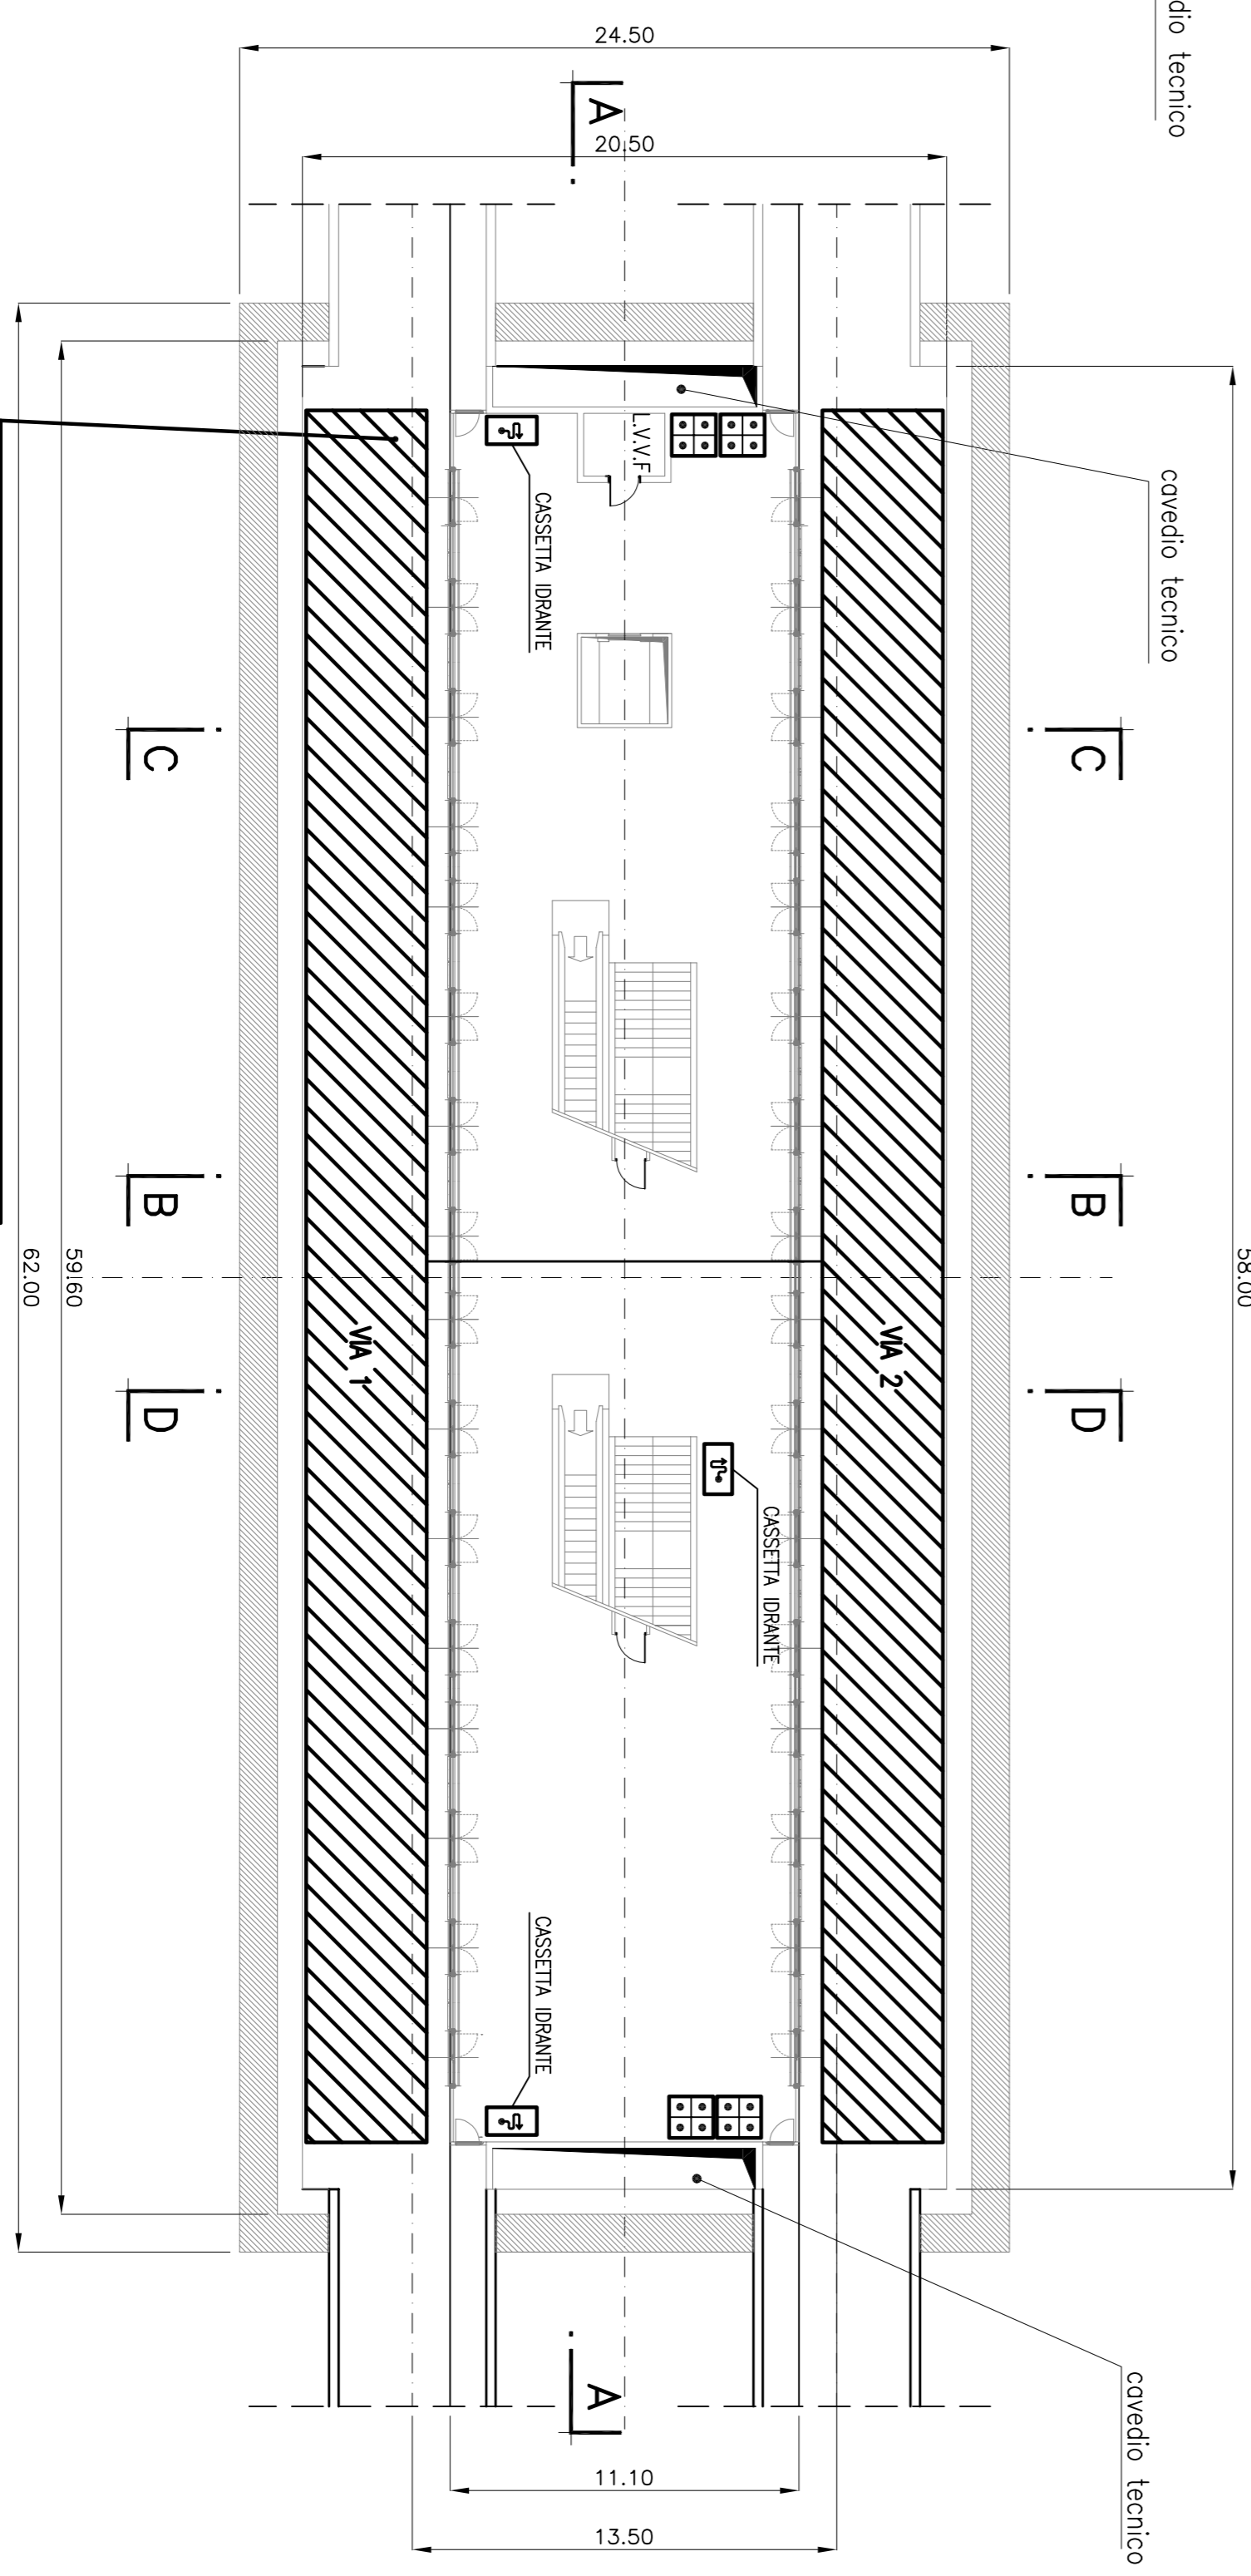 dio tecnico
24.50
A
20.50
cavedio tecnico
L.V.V.F
CASSETTA IDRANTE
C
C
B
B
58.00
59.60
62.00
VIA 1
VIA 2
D
D
CASSETTA IDRANTE
CASSETTA IDRANTE
A
cavedio tecnico
11.10
13.50